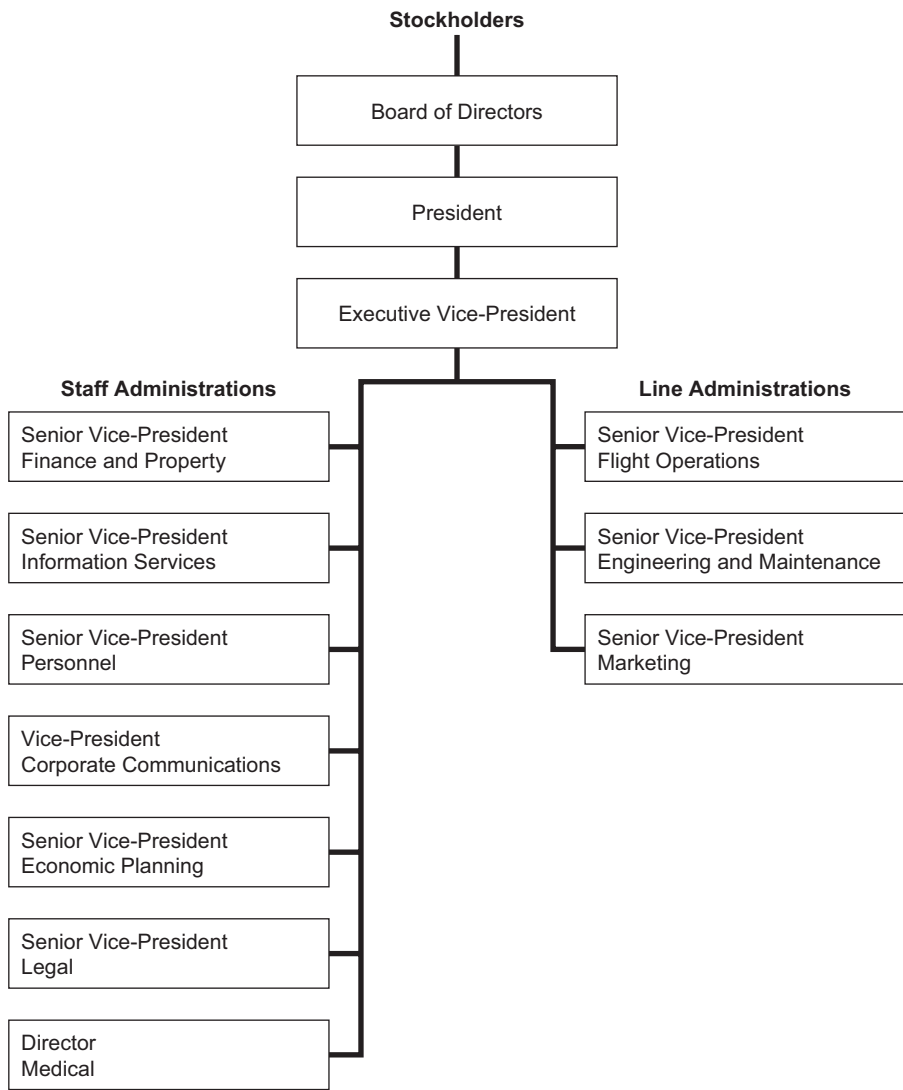 Stockholders
Board of Directors
President
Executive Vice-President
Staff Administrations
Senior Vice-President
Finance and Property
Senior Vice-President
Information Services
Senior Vice-President
Personnel
Vice-President
Corporate Communications
Senior Vice-President
Economic Planning
Senior Vice-President
Legal
Director
Medical
Line Administrations
Senior Vice-President
Flight Operations
Senior Vice-President
Engineering and Maintenance
Senior Vice-President
Marketing